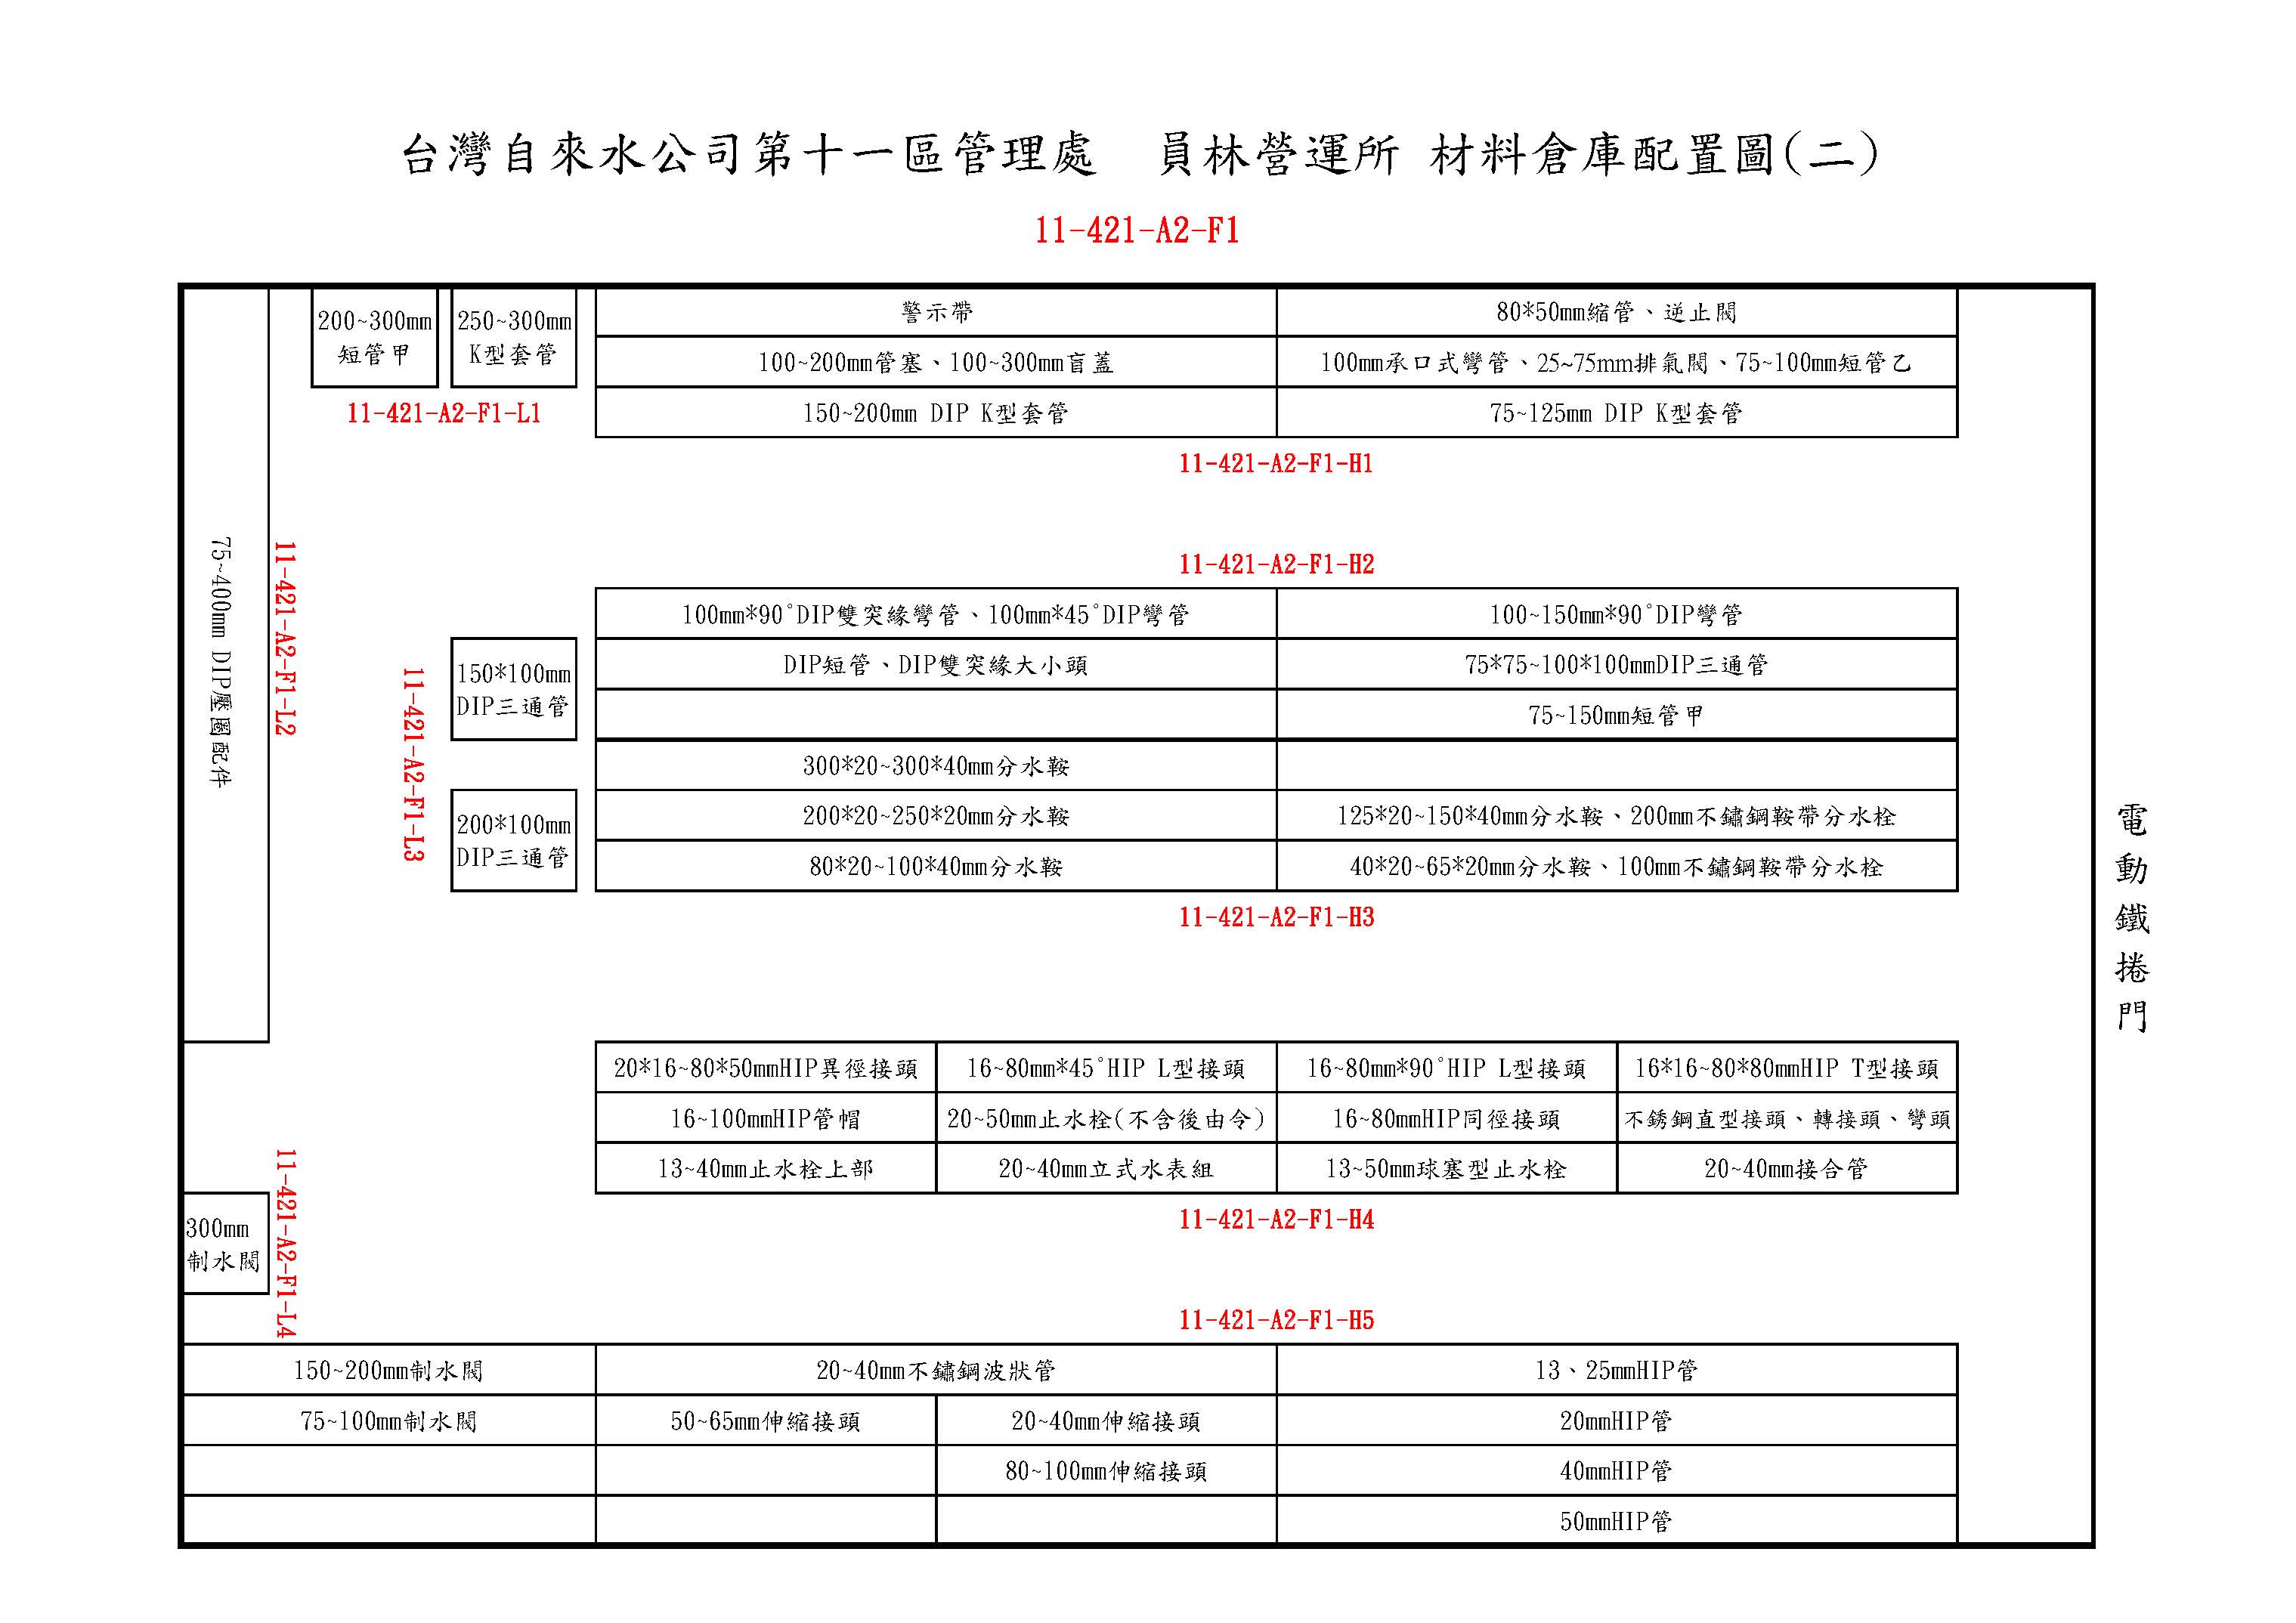 台灣自來水公司第十一區管理處　員林營運所 材料倉庫配置圖(二)
11-421-A2-F1
200~300mm
短管甲
250~300mm
K型套管
11-421-A2-F1-L1
警示帶
80*50mm縮管、逆止閥
100~200mm管塞、100~300mm盲蓋
100mm承口式彎管、25~75mm排氣閥、75~100mm短管乙
150~200mm DIP K型套管
75~125mm DIP K型套管
11-421-A2-F1-H1
75~400mm DIP壓圈配件
11-421-A2-F1-L2
11-421-A2-F1-H2
100mm*90°DIP雙突緣彎管、100mm*45°DIP彎管
100~150mm*90°DIP彎管
DIP短管、DIP雙突緣大小頭
75*75~100*100mmDIP三通管
75~150mm短管甲
11-421-A2-F1-L3
150*100mm
DIP三通管
200*100mm
DIP三通管
300*20~300*40mm分水鞍
200*20~250*20mm分水鞍
125*20~150*40mm分水鞍、200mm不鏽鋼鞍帶分水栓
80*20~100*40mm分水鞍
40*20~65*20mm分水鞍、100mm不鏽鋼鞍帶分水栓
11-421-A2-F1-H3
電動鐵捲門
20*16~80*50mmHIP異徑接頭
16~80mm*45°HIP L型接頭
16~80mm*90°HIP L型接頭
16*16~80*80mmHIP T型接頭
16~100mmHIP管帽
20~50mm止水栓(不含後由令)
16~80mmHIP同徑接頭
不銹鋼直型接頭、轉接頭、彎頭
13~40mm止水栓上部
20~40mm立式水表組
13~50mm球塞型止水栓
20~40mm接合管
11-421-A2-F1-H4
300mm
制水閥
11-421-A2-F1-L4
11-421-A2-F1-H5
150~200mm制水閥
20~40mm不鏽鋼波狀管
13、25mmHIP管
75~100mm制水閥
50~65mm伸縮接頭
20~40mm伸縮接頭
20mmHIP管
80~100mm伸縮接頭
40mmHIP管
50mmHIP管